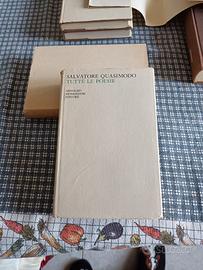 SALVATORE QUASIMODO
TUTTE LE POESIE
ARNOLDO
MONDADORI
EDITORE